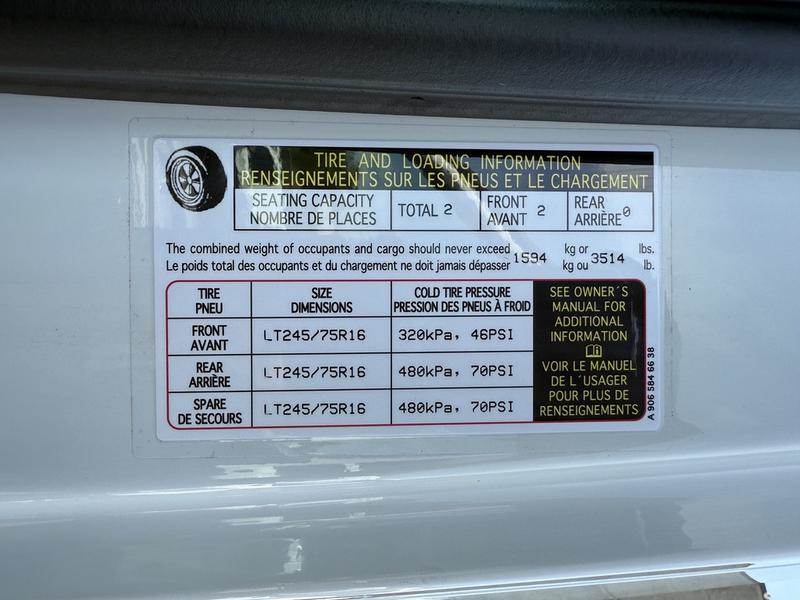 TIRE AND LOADING INFORMATION
RENSEIGNEMENTS SUR LES PNEUS ET LE CHARGEMENT
SEATING CAPACITY
NOMBRE DE PLACES
TOTAL 2
FRONT
AVANT 2
REAR
ARRIÈRE 0
The combined weight of occupants and cargo should never exceed 1594 kg or 3514 lbs.
Le poids total des occupants et du chargement ne doit jamais dépasser kg ou lb.
TIRE
PNEU
SIZE
DIMENSIONS
COLD TIRE PRESSURE
PRESSION DES PNEUS À FROID
FRONT
AVANT
LT245/75R16
320kPa, 46PSI
REAR
ARRIÈRE
LT245/75R16
480kPa, 70PSI
SPARE
DE SECOURS
LT245/75R16
480kPa, 70PSI
SEE OWNER´S
MANUAL FOR
ADDITIONAL
INFORMATION
VOIR LE MANUEL
DE L´USAGER
POUR PLUS DE
RENSEIGNEMENTS
A 906 584 66 38